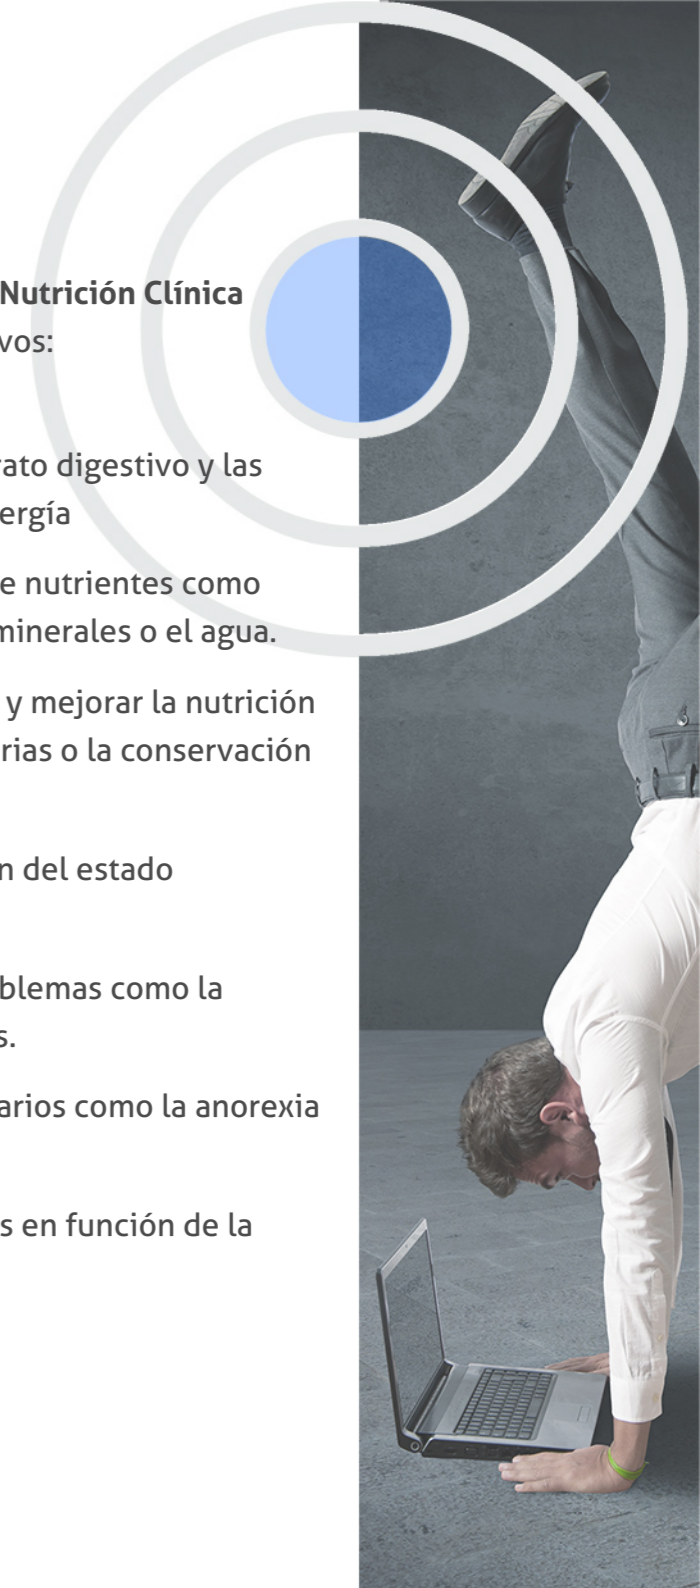 Nutrición Clínica
vos:
rato digestivo y las
ergía
e nutrientes como
minerales o el agua.
y mejorar la nutrición
rias o la conservación
n del estado
blemas como la
s.
arios como la anorexia
s en función de la